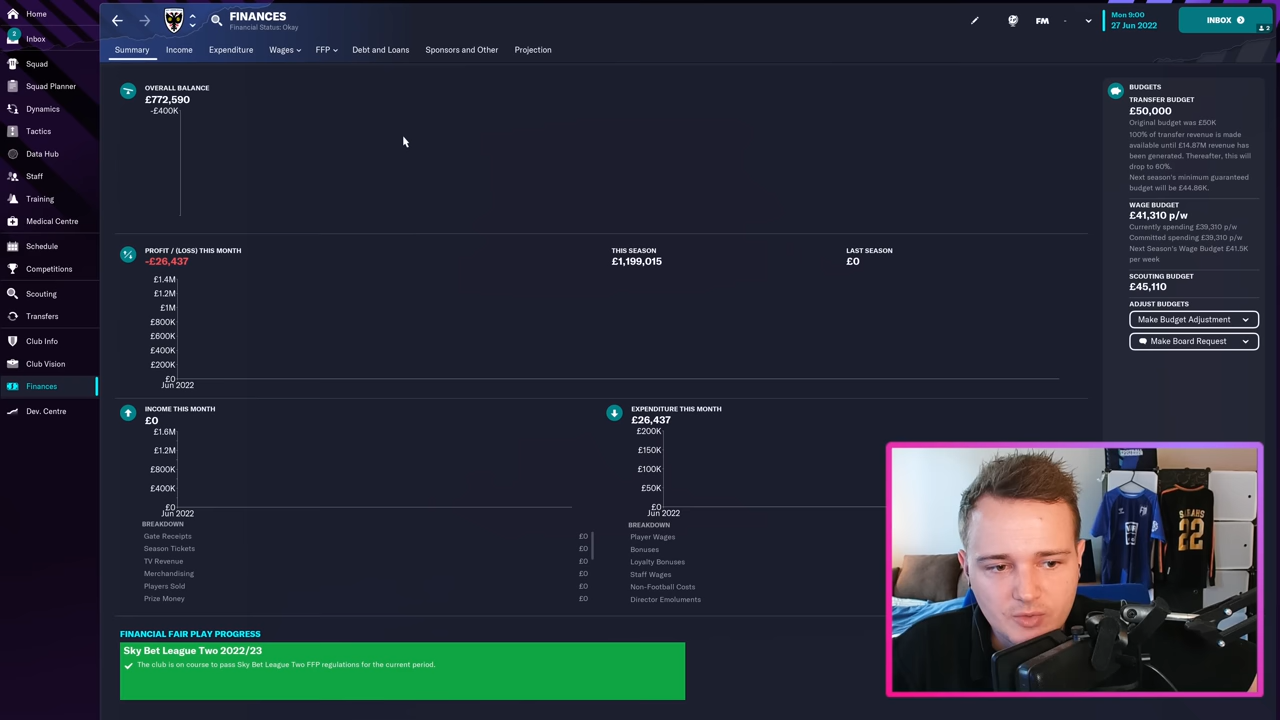 Home
2
Inbox
Squad
Squad Planner
Dynamics
Tactics
Data Hub
Staff
Training
Medical Centre
Schedule
Competitions
Scouting
Transfers
Club Info
Club Vision
Finances
Dev. Centre
FINANCES
Financial Status: Okay
FM
-
Mon 9:00
27 Jun 2022
INBOX
2
Summary
Income
Expenditure
Wages
FFP
Debt and Loans
Sponsors and Other
Projection
OVERALL BALANCE
£772,590
-£400K
PROFIT / (LOSS) THIS MONTH
-£26,437
THIS SEASON
£1,199,015
LAST SEASON
£0
£1.4M
£1.2M
£1M
£800K
£600K
£400K
£200K
£0
Jun 2022
INCOME THIS MONTH
£0
£1.6M
£1.2M
£800K
£400K
£0
Jun 2022
BREAKDOWN
Gate Receipts £0
Season Tickets £0
TV Revenue £0
Merchandising £0
Players Sold £0
Prize Money £0
EXPENDITURE THIS MONTH
£26,437
£200K
£150K
£100K
£50K
£0
Jun 2022
BREAKDOWN
Player Wages
Bonuses
Loyalty Bonuses
Staff Wages
Non-Football Costs
Director Emoluments
FINANCIAL FAIR PLAY PROGRESS
Sky Bet League Two 2022/23
The club is on course to pass Sky Bet League Two FFP regulations for the current period.
BUDGETS
TRANSFER BUDGET
£50,000
Original budget was £50K
100% of transfer revenue is made
available until £14.87M revenue has
been generated. Thereafter, this will
drop to 60%.
Next season's minimum guaranteed
budget will be £44.86K.
WAGE BUDGET
£41,310 p/w
Currently spending £39,310 p/w
Committed spending £39,310 p/w
Next Season's Wage Budget £41.5K
per week
SCOUTING BUDGET
£45,110
ADJUST BUDGETS
Make Budget Adjustment
Make Board Request
22